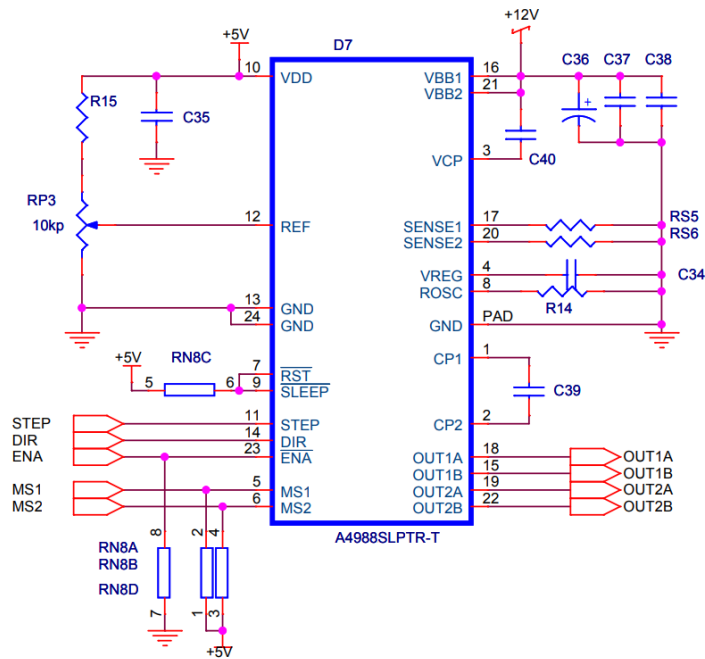 +12V
+5V D7
10 VDD VBB1 16 C36 C37 C38
VBB2 21
R15 C35 +
VCP 3 C40
RP3
10kp 12 REF SENSE1 17 RS5
SENSE2 20 RS6
VREG 4 C34
ROSC 8
R14
13 GND
24 GND GND PAD
+5V RN8C
CP1 1
5 6 7 RST
9 SLEEP C39
STEP 11 STEP CP2 2
DIR 14 DIR
ENA 23 ENA OUT1A 18 OUT1A
OUT1B 15 OUT1B
MS1 5 MS1 OUT2A 19 OUT2A
MS2 6 MS2 OUT2B 22 OUT2B
8 2 4 A4988SLPTR-T
RN8A
RN8B
RN8D
7 1 3
+5V